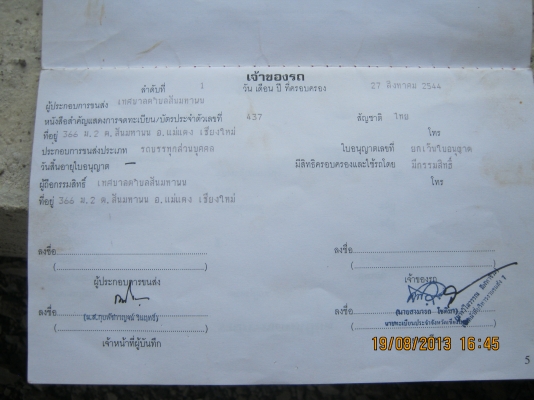 เจ้าของรถ
ลำดับที่ 1 วัน เดือน ปี ที่ครอบครอง 27 สิงหาคม 2544
ผู้ประกอบการขนส่ง เทศบาลตำบลสันมหาพน
หนังสือสำคัญแสดงการจดทะเบียน/บัตรประจำตัวเลขที่ 437 สัญชาติ ไทย
ที่อยู่ 366 ม.2 ต.สันมหาพน อ.แม่แตง เชียงใหม่ โทร
ประกอบการขนส่งประเภท รถบรรทุกส่วนบุคคล ใบอนุญาตเลขที่ ยกเว้นใบอนุญาต
วันสิ้นอายุใบอนุญาต — มีสิทธิครอบครองและใช้รถโดย มีกรรมสิทธิ์
ผู้ถือกรรมสิทธิ์ เทศบาลตำบลสันมหาพน โทร
ที่อยู่ 366 ม.2 ต.สันมหาพน อ.แม่แตง เชียงใหม่
ลงชื่อ ลงชื่อ
( ) ( )
ผู้ประกอบการขนส่ง เจ้าของรถ
ลงชื่อ ลงชื่อ
เจ้าหน้าที่ผู้บันทึก
19/08/2013 16:45
5